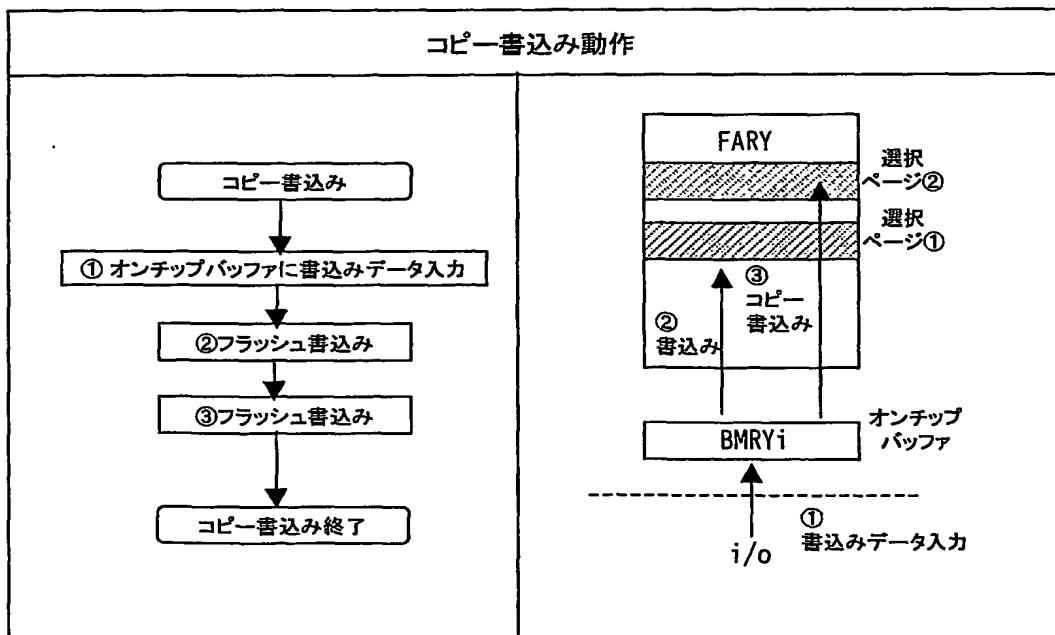 コピー書込み動作
コピー書込み
① オンチップバッファに書込みデータ入力
②フラッシュ書込み
③フラッシュ書込み
コピー書込み終了
FARY
選択
ページ②
選択
ページ①
③
コピー
書込み
②
書込み
BMRYi
オンチップ
バッファ
①
書込みデータ入力
i/o